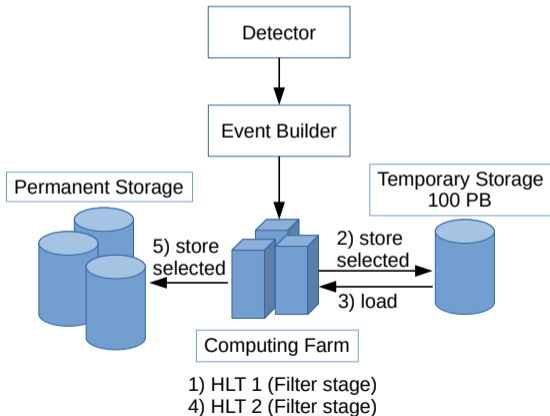 Detector
Event Builder
Permanent Storage
Temporary Storage
100 PB
5) store
selected
2) store
selected
3) load
Computing Farm
1) HLT 1 (Filter stage)
4) HLT 2 (Filter stage)